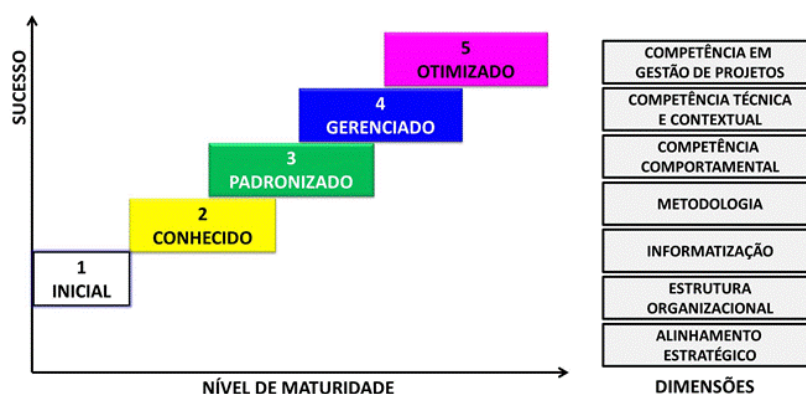 SUCESSO
5
OTIMIZADO
4
GERENCIADO
3
PADRONIZADO
2
CONHECIDO
1
INICIAL
NÍVEL DE MATURIDADE
COMPETÊNCIA EM
GESTÃO DE PROJETOS
COMPETÊNCIA TÉCNICA
E CONTEXTUAL
COMPETÊNCIA
COMPORTAMENTAL
METODOLOGIA
INFORMATIZAÇÃO
ESTRUTURA
ORGANIZACIONAL
ALINHAMENTO
ESTRATÉGICO
DIMENSÕES